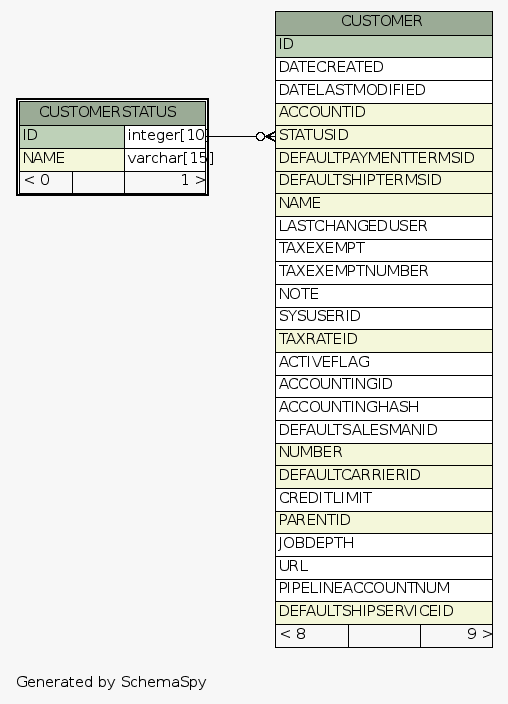 CUSTOMERSTATUS
ID integer[10]
NAME varchar[15]
< 0 1 >
CUSTOMER
ID
DATECREATED
DATELASTMODIFIED
ACCOUNTID
STATUSID
DEFAULTPAYMENTTERMSID
DEFAULTSHIPTERMSID
NAME
LASTCHANGEDUSER
TAXEXEMPT
TAXEXEMPTNUMBER
NOTE
SYSUSERID
TAXRATEID
ACTIVEFLAG
ACCOUNTINGID
ACCOUNTINGHASH
DEFAULTSALESMANID
NUMBER
DEFAULTCARRIERID
CREDITLIMIT
PARENTID
JOBDEPTH
URL
PIPELINEACCOUNTNUM
DEFAULTSHIPSERVICEID
< 8 9 >
Generated by SchemaSpy